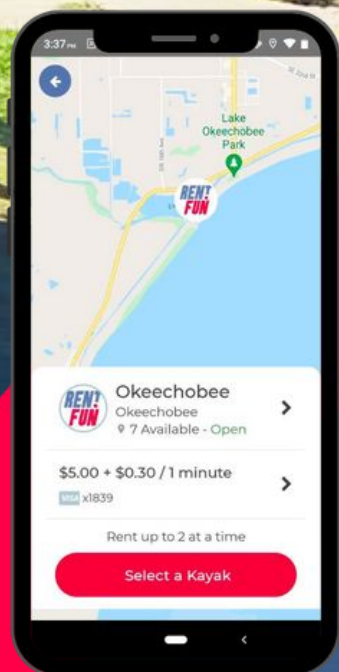 3:37 PM
Lake
Okeechobee
Park
RENT
FUN
RENT
FUN
Okeechobee
Okeechobee
7 Available - Open
$5.00 + $0.30 / 1 minute
VISA x1839
Rent up to 2 at a time
Select a Kayak